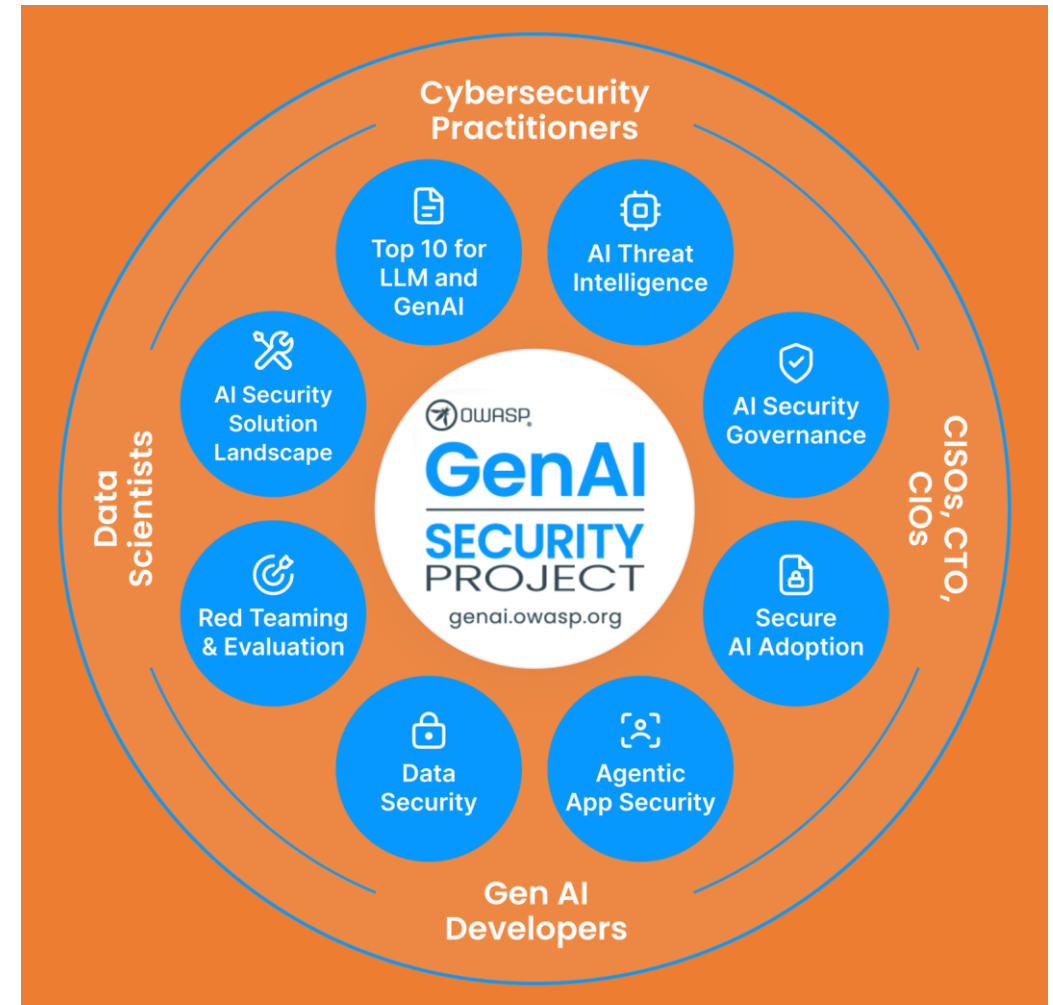 Cybersecurity
Practitioners
Top 10 for
LLM and
GenAI
AI Threat
Intelligence
AI Security
Solution
Landscape
AI Security
Governance
OWASP®
GenAI
SECURITY
PROJECT
genai.owasp.org
Data
Scientists
CISOs, CTO,
CIOs
Red Teaming
& Evaluation
Secure
AI Adoption
Data
Security
Agentic
App Security
Gen AI
Developers